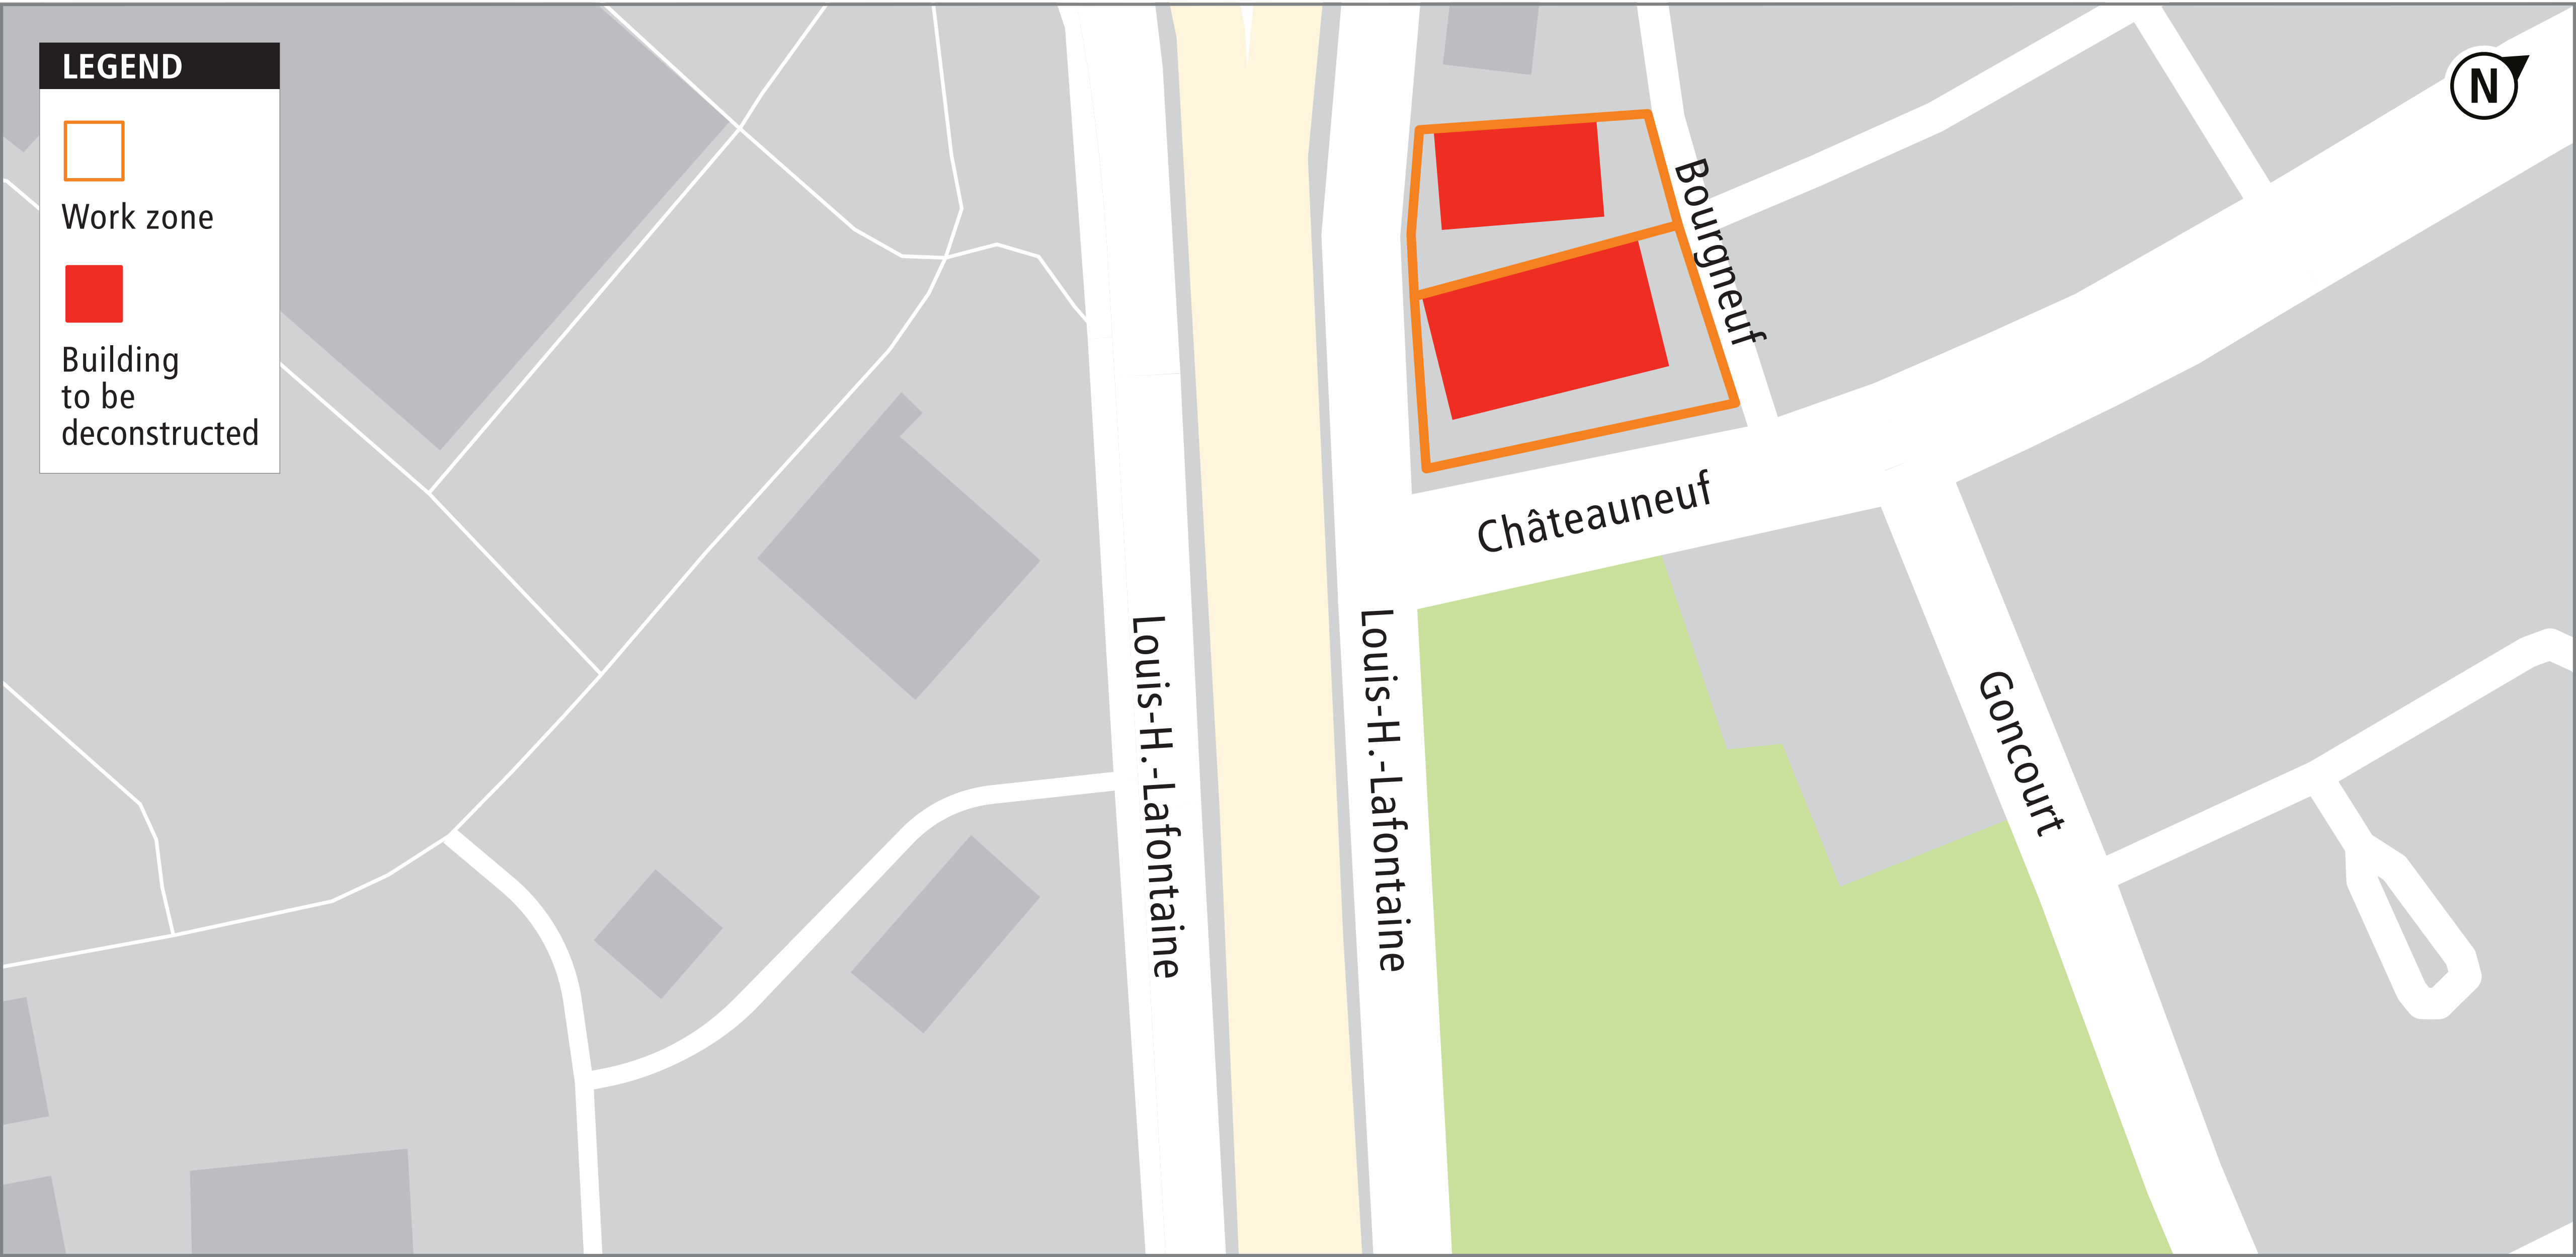 LEGEND
Work zone
Building
to be
deconstructed
N
Bourgneuf
Châteauneuf
Louis-H.-Lafontaine
Louis-H.-Lafontaine
Goncourt